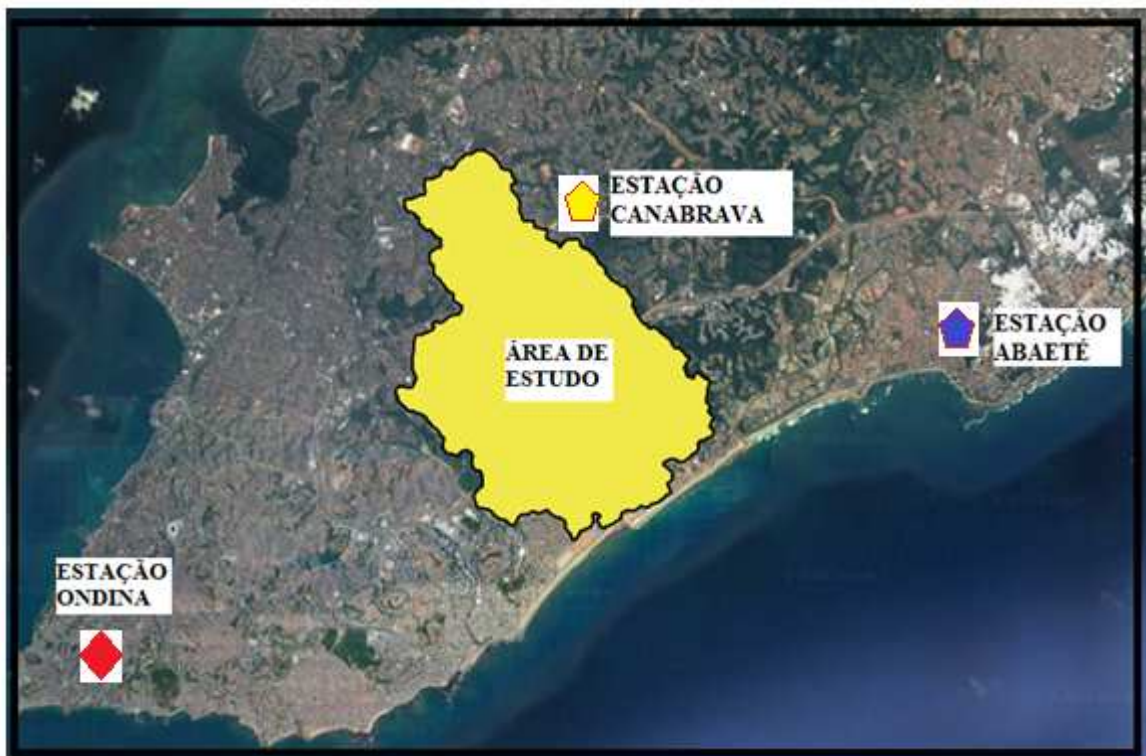 ESTAÇÃO
CANABRAVA
ESTAÇÃO
ABAETÉ
ÁREA DE
ESTUDO
ESTAÇÃO
ONDINA